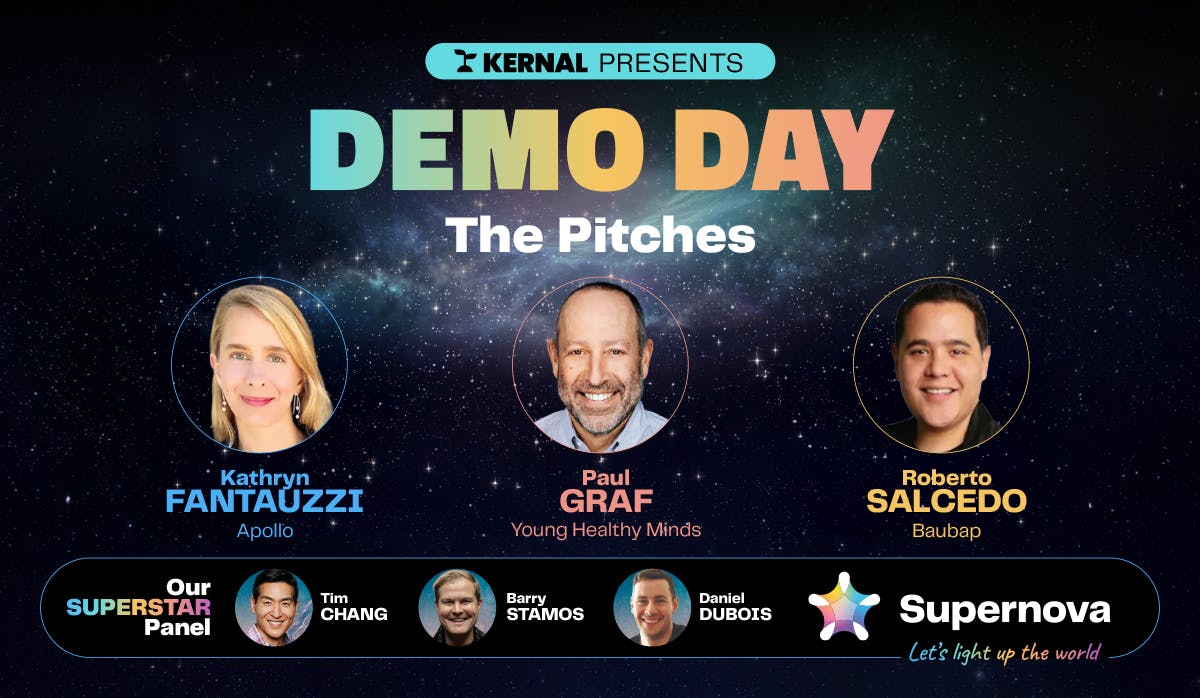 KERNAL PRESENTS
DEMO DAY
The Pitches
Kathryn
FANTAUZZI
Apollo
Paul
GRAF
Young Healthy Minds
Roberto
SALCEDO
Baubap
Our
SUPERSTAR
Panel
Tim
CHANG
Barry
STAMOS
Daniel
DUBOIS
Supernova
Let's light up the world